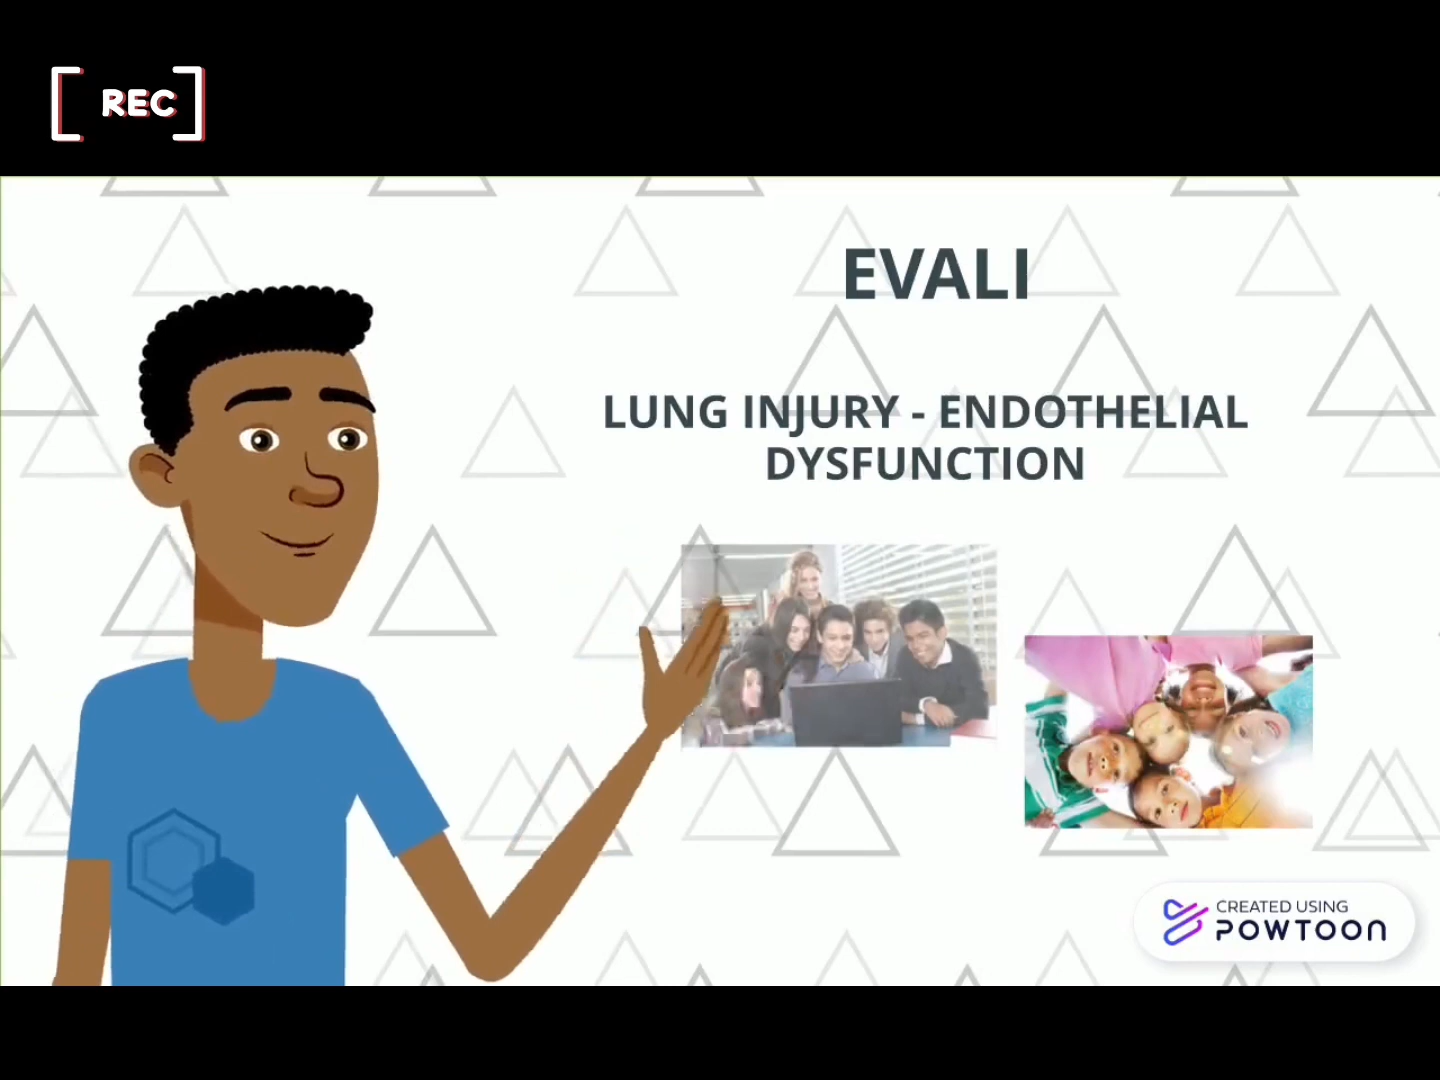 REC
EVALI
LUNG INJURY - ENDOTHELIAL
DYSFUNCTION
CREATED USING
POWTOON